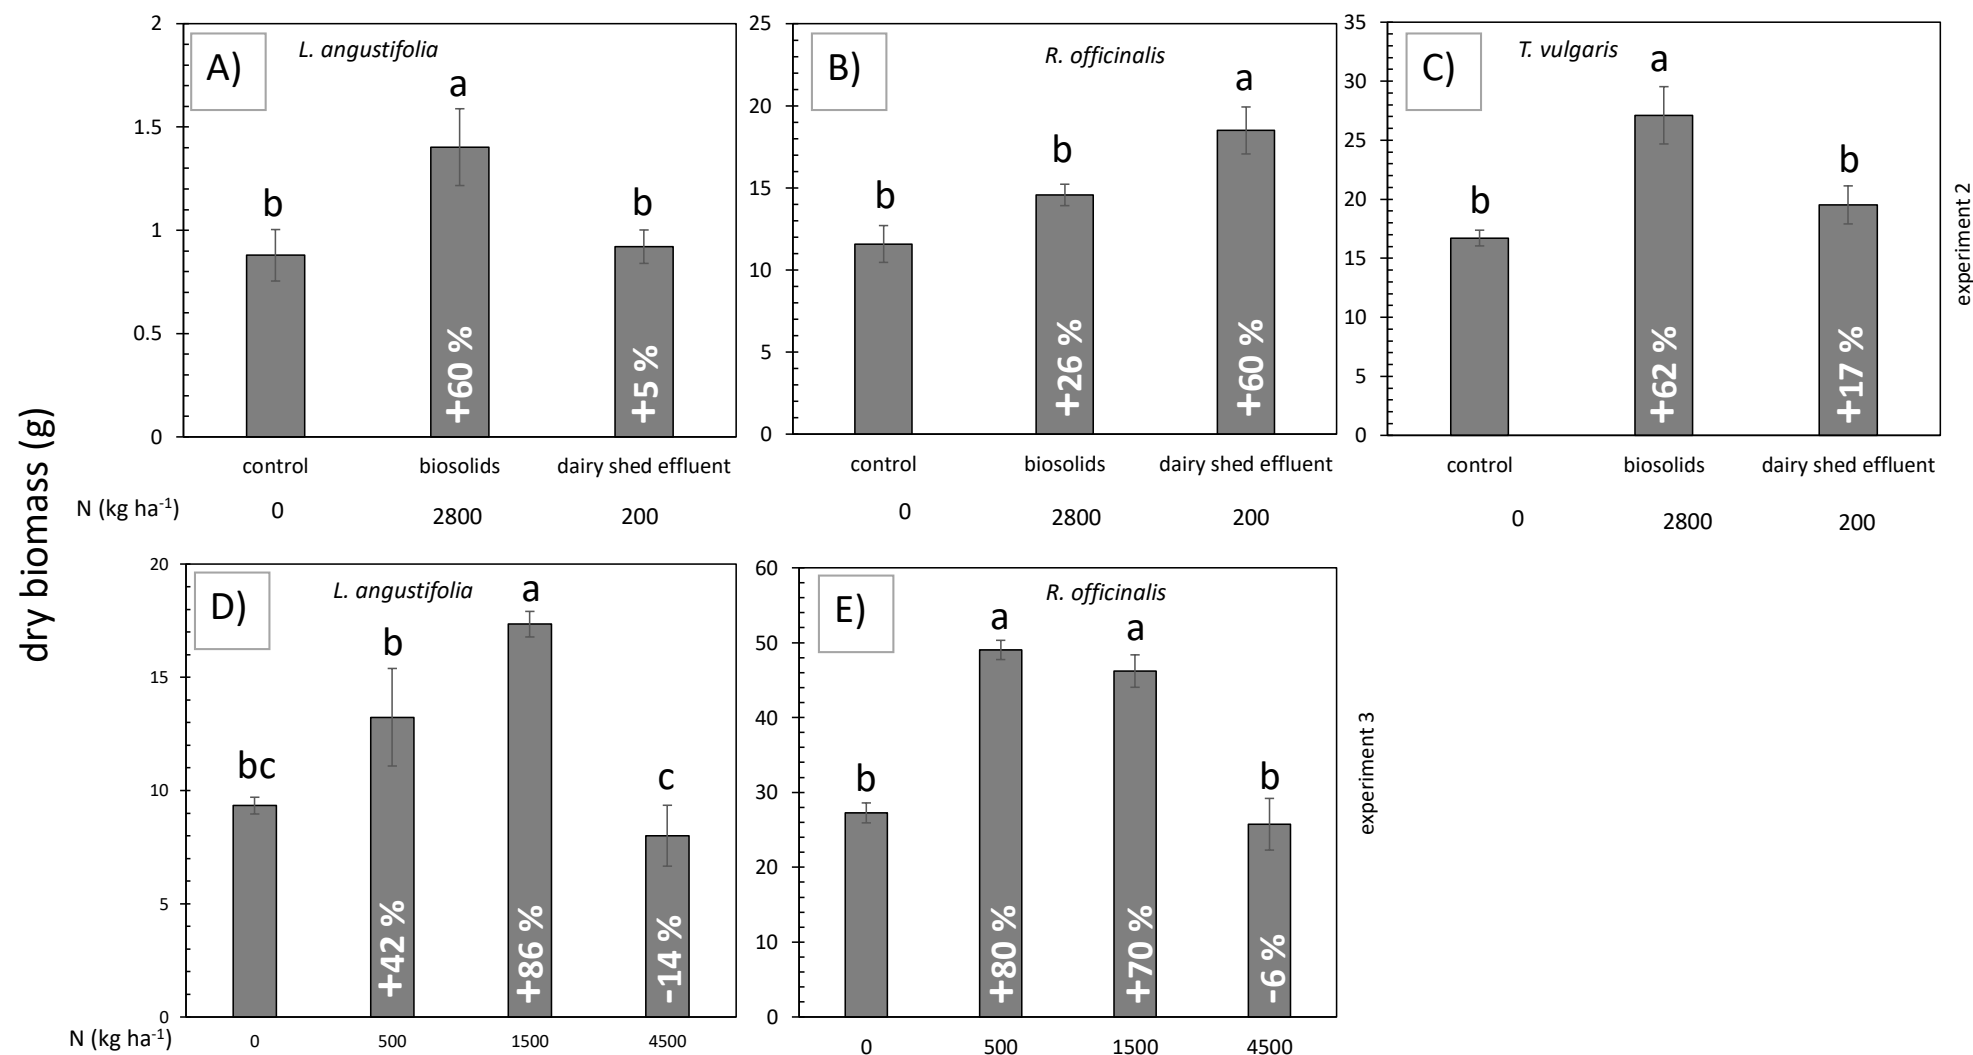 dry biomass (g)
A)
L. angustifolia
2
1.5
1
0.5
0
b
a
b
+60 %
+5 %
control biosolids dairy shed effluent
N (kg ha-1) 0 2800 200
B)
R. officinalis
25
20
15
10
5
0
b
b
a
+26 %
+60 %
control biosolids dairy shed effluent
0 2800 200
C)
T. vulgaris
35
30
25
20
15
10
5
0
b
a
b
+62 %
+17 %
control biosolids dairy shed effluent
0 2800 200
experiment 2
D)
L. angustifolia
20
15
10
5
0
bc
b
a
c
+42 %
+86 %
-14 %
N (kg ha-1) 0 500 1500 4500
E)
R. officinalis
60
50
40
30
20
10
0
b
a
a
b
+80 %
+70 %
-6 %
0 500 1500 4500
experiment 3